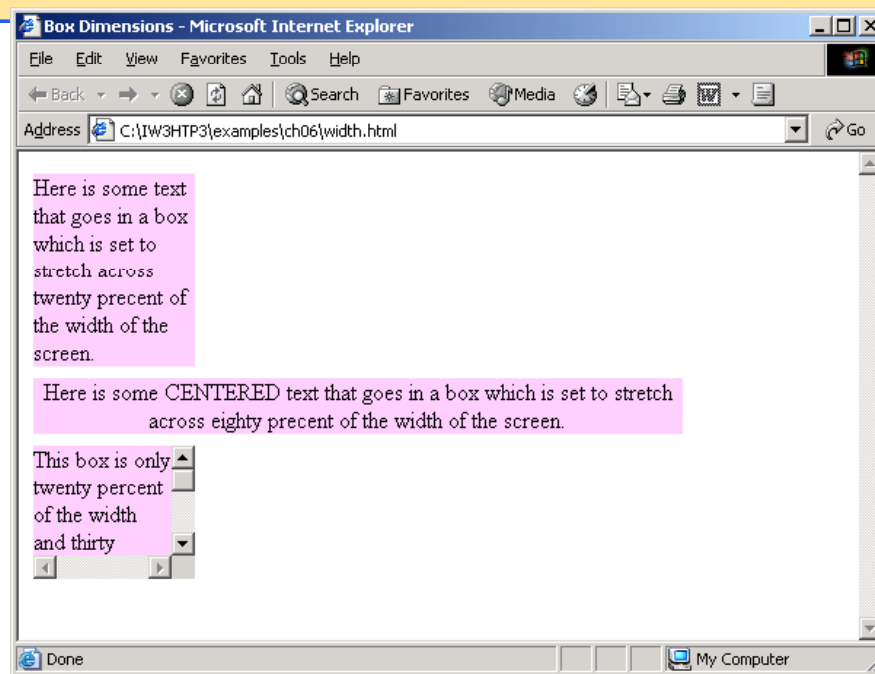 Box Dimensions - Microsoft Internet Explorer
File Edit View Favorites Tools Help
Back Search Favorites Media
Address C:\IW3HTP3\examples\ch06\width.html Go
Here is some text
that goes in a box
which is set to
stretch across
twenty precent of
the width of the
screen.
Here is some CENTERED text that goes in a box which is set to stretch
across eighty precent of the width of the screen.
This box is only
twenty percent
of the width
and thirty
Done My Computer